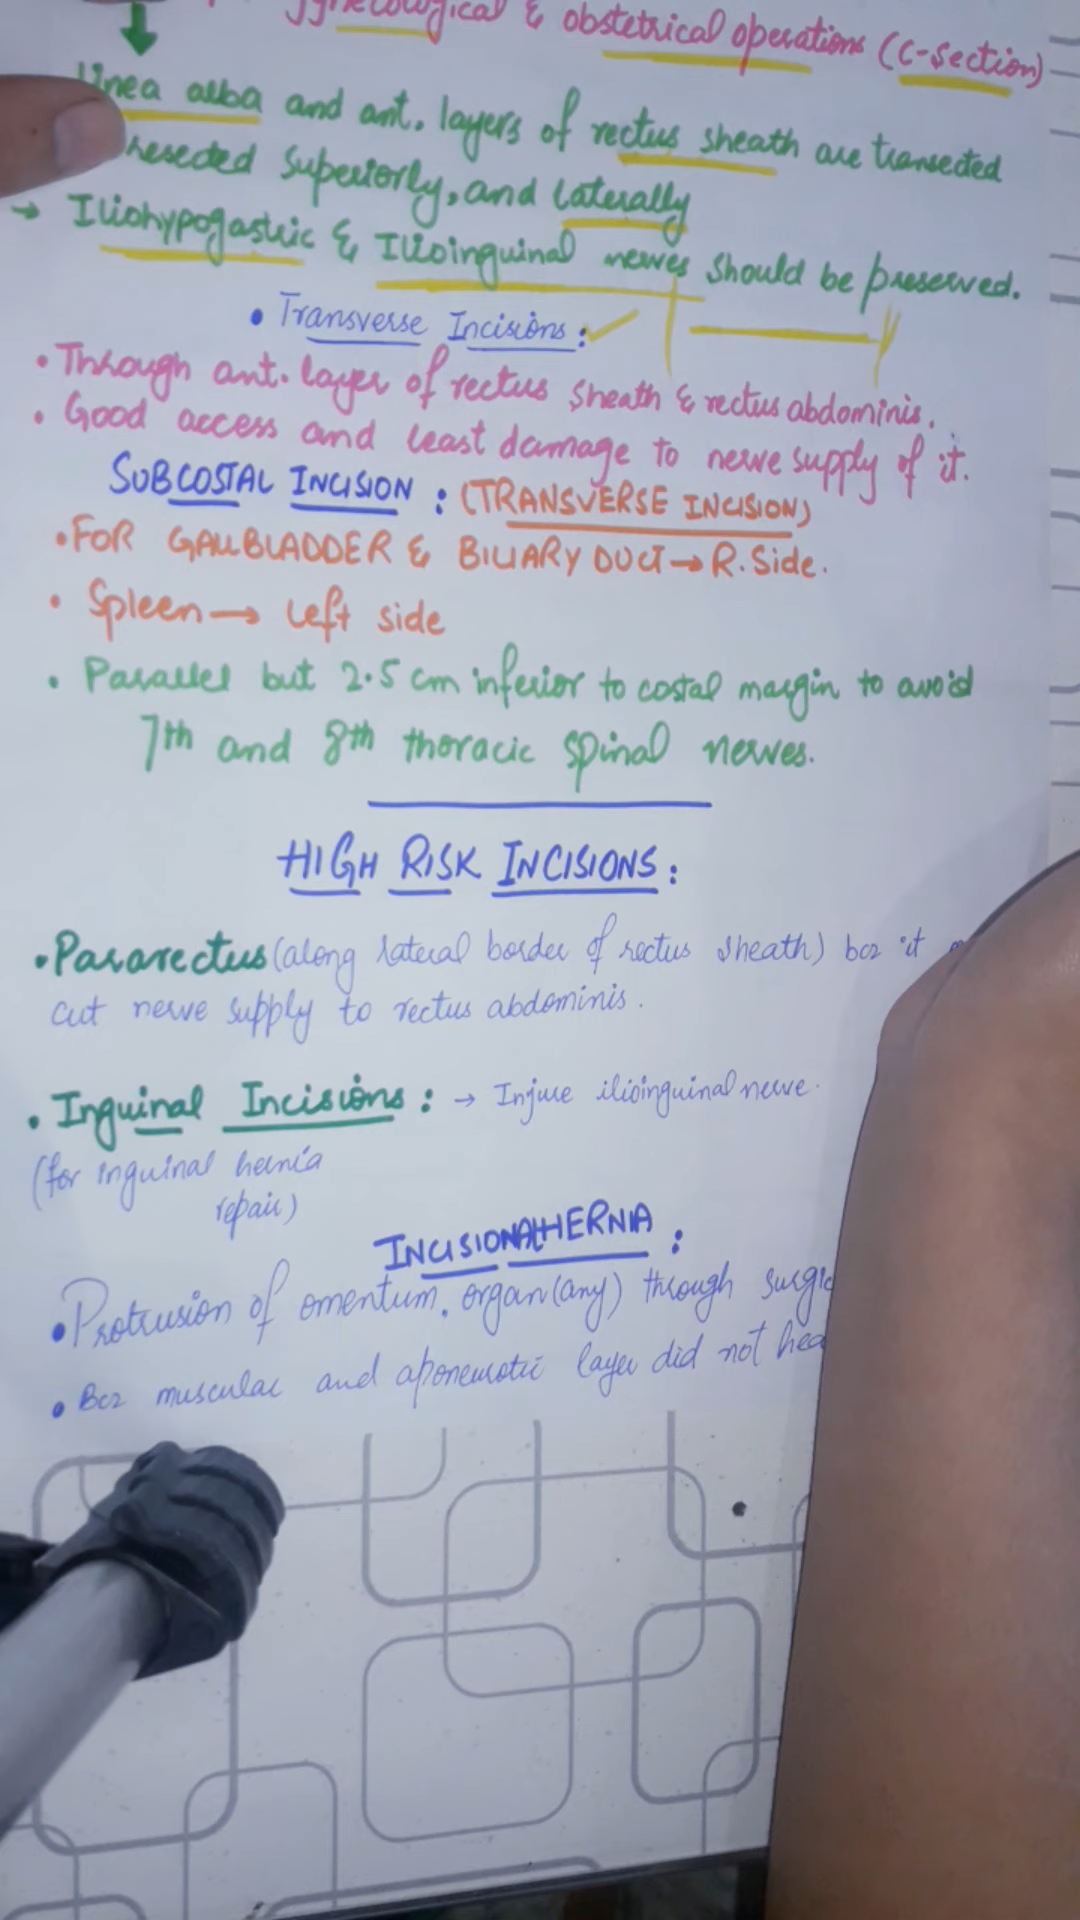 gynecological & obstetrical operations (C-section)
Linea alba and ant. layers of rectus sheath are transected
resected superiorly, and laterally
→ Iliohypogastric & Ilioinguinal nerves should be preserved.
• Transverse Incisions:
• Through ant. layer of rectus sheath & rectus abdominis.
• Good access and least damage to nerve supply of it.
SUBCOSTAL INCISION : (TRANSVERSE INCISION)
• FOR GALLBLADDER & BILIARY DUCT → R. Side.
• Spleen → Left side
• Parallel but 2.5 cm inferior to costal margin to avoid
7th and 8th thoracic spinal nerves.
HIGH RISK INCISIONS :
• Pararectus (along lateral border of rectus sheath) bcz it
cut nerve supply to rectus abdominis.
• Inguinal Incisions : → Injure ilioinguinal nerve.
(for inguinal hernia
repair)
INCISIONAL HERNIA :
• Protrusion of omentum, organ (any) through surgic
• Bcz muscular and aponeurotic layer did not hea